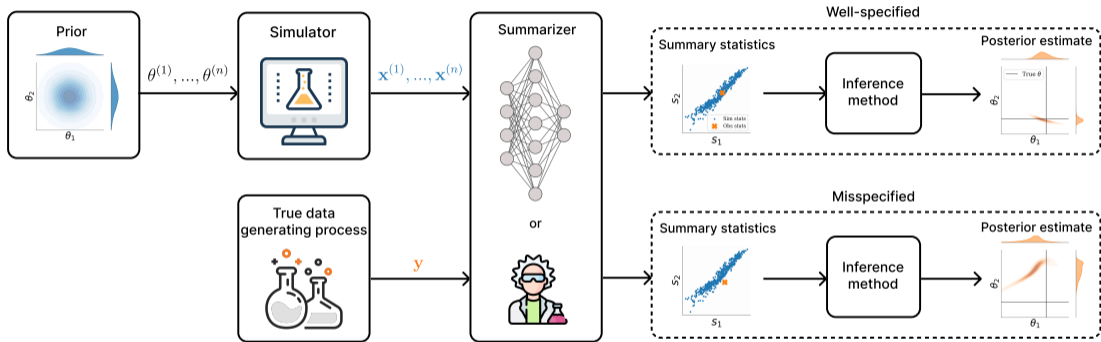 Prior
θ₂
θ₁
θ⁽¹⁾, ..., θ⁽ⁿ⁾
Simulator
x⁽¹⁾, ..., x⁽ⁿ⁾
True data
generating process
y
Summarizer
or
Well-specified
Summary statistics
s₂
Sim stats
Obs stats
s₁
Inference
method
Posterior estimate
True θ
θ₂
θ₁
Misspecified
Summary statistics
s₂
s₁
Inference
method
Posterior estimate
θ₂
θ₁